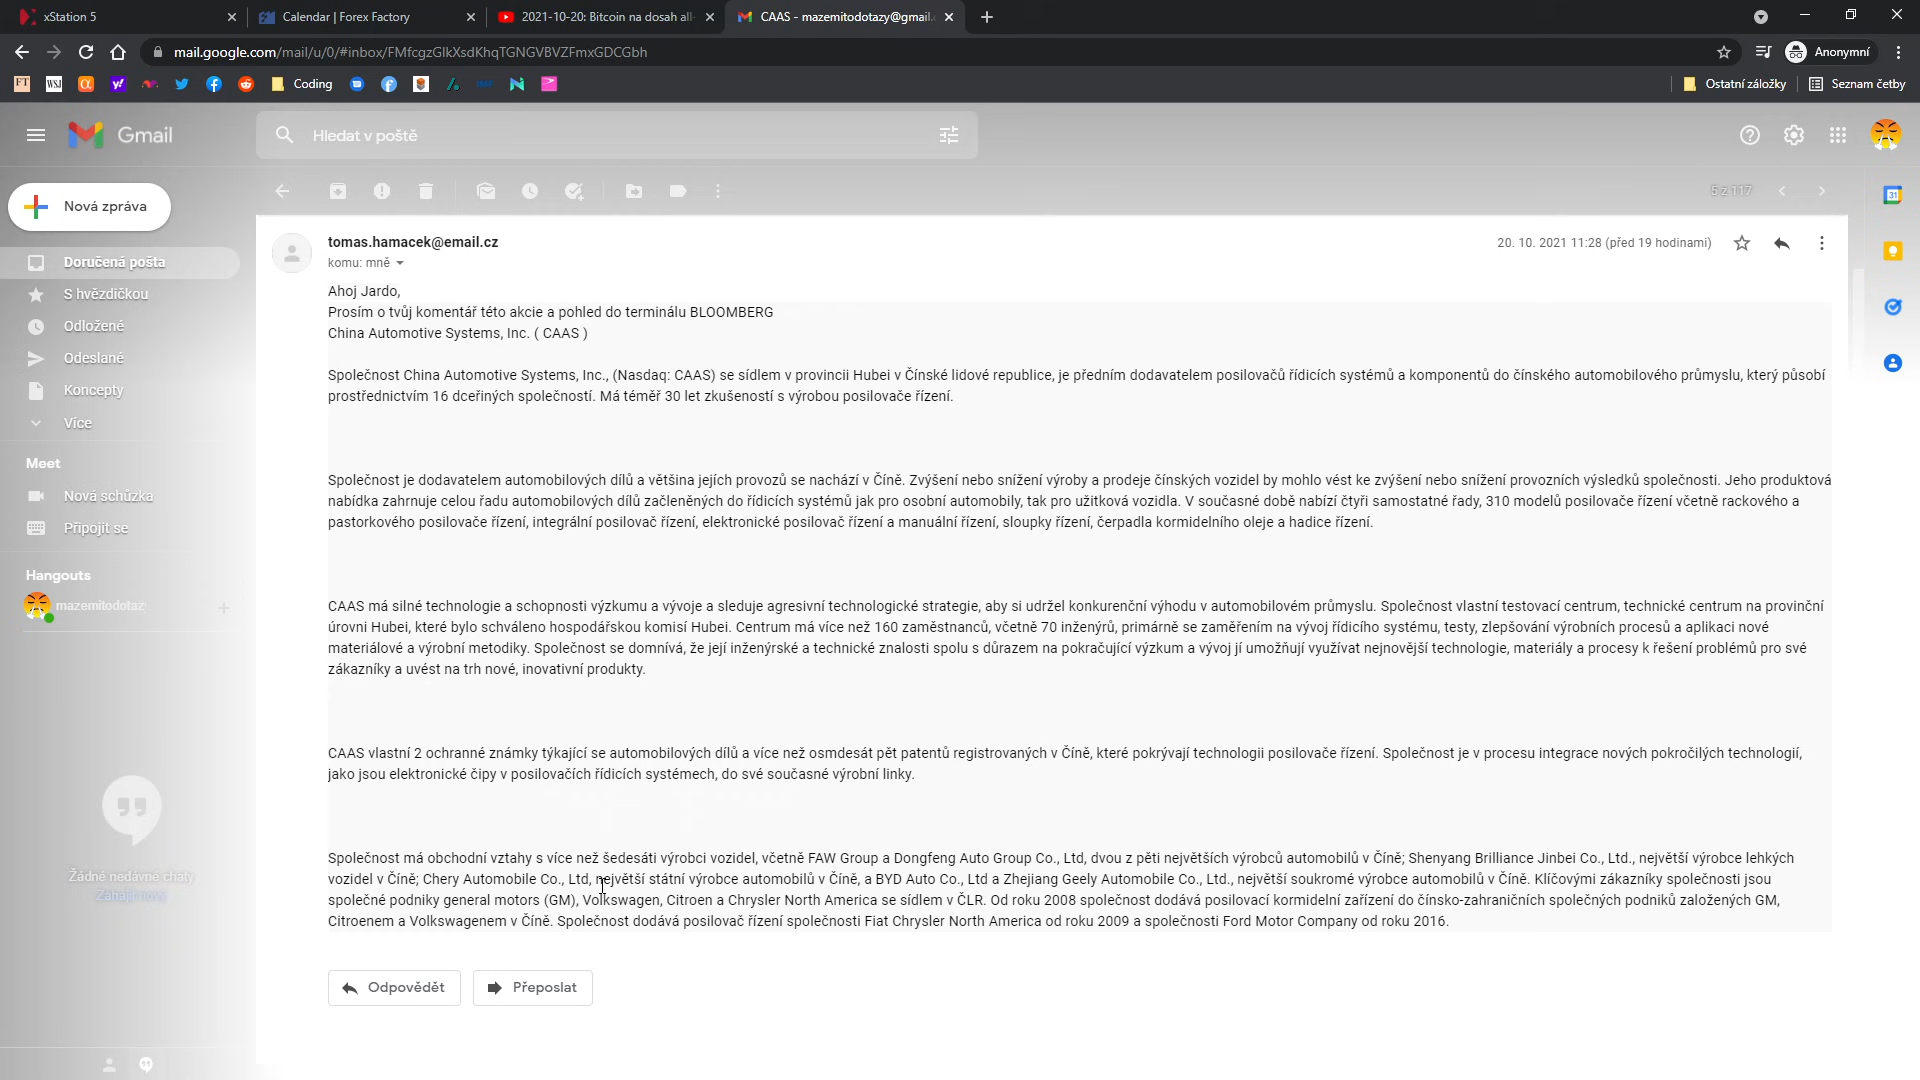 xStation 5
Calendar | Forex Factory
2021-10-20: Bitcoin na dosah all-
CAAS - mazemitodotazy@gmail.
mail.google.com/mail/u/0/#inbox/FMfcgzGlkXsdKhqTGNGVBVZFmxGDCGbh
Anonymní
FT
WSJ
Coding
Ostatní záložky
Seznam četby
Gmail
Hledat v poště
Nová zpráva
5 z 117
Doručená pošta
S hvězdičkou
Odložené
Odeslané
Koncepty
Více
Meet
Nová schůzka
Připojit se
Hangouts
mazemitodotaz
Žádné nedávné chaty
Zahájit nový
31
tomas.hamacek@email.cz
20. 10. 2021 11:28 (před 19 hodinami)
komu: mně
Ahoj Jardo,
Prosím o tvůj komentář této akcie a pohled do terminálu BLOOMBERG
China Automotive Systems, Inc. ( CAAS )
Společnost China Automotive Systems, Inc., (Nasdaq: CAAS) se sídlem v provincii Hubei v Čínské lidové republice, je předním dodavatelem posilovačů řídicích systémů a komponentů do čínského automobilového průmyslu, který působí
prostřednictvím 16 dceřiných společností. Má téměř 30 let zkušeností s výrobou posilovače řízení.
Společnost je dodavatelem automobilových dílů a většina jejích provozů se nachází v Číně. Zvýšení nebo snížení výroby a prodeje čínských vozidel by mohlo vést ke zvýšení nebo snížení provozních výsledků společnosti. Jeho produktová
nabídka zahrnuje celou řadu automobilových dílů začleněných do řídicích systémů jak pro osobní automobily, tak pro užitková vozidla. V současné době nabízí čtyři samostatné řady, 310 modelů posilovače řízení včetně rackového a
pastorkového posilovače řízení, integrální posilovač řízení, elektronické posilovač řízení a manuální řízení, sloupky řízení, čerpadla kormidelního oleje a hadice řízení.
CAAS má silné technologie a schopnosti výzkumu a vývoje a sleduje agresivní technologické strategie, aby si udržel konkurenční výhodu v automobilovém průmyslu. Společnost vlastní testovací centrum, technické centrum na provinční
úrovni Hubei, které bylo schváleno hospodářskou komisí Hubei. Centrum má více než 160 zaměstnanců, včetně 70 inženýrů, primárně se zaměřením na vývoj řídicího systému, testy, zlepšování výrobních procesů a aplikaci nové
materiálové a výrobní metodiky. Společnost se domnívá, že její inženýrské a technické znalosti spolu s důrazem na pokračující výzkum a vývoj jí umožňují využívat nejnovější technologie, materiály a procesy k řešení problémů pro své
zákazníky a uvést na trh nové, inovativní produkty.
CAAS vlastní 2 ochranné známky týkající se automobilových dílů a více než osmdesát pět patentů registrovaných v Číně, které pokrývají technologii posilovače řízení. Společnost je v procesu integrace nových pokročilých technologií,
jako jsou elektronické čipy v posilovačích řídicích systémech, do své současné výrobní linky.
Společnost má obchodní vztahy s více než šedesáti výrobci vozidel, včetně FAW Group a Dongfeng Auto Group Co., Ltd, dvou z pěti největších výrobců automobilů v Číně; Shenyang Brilliance Jinbei Co., Ltd., největší výrobce lehkých
vozidel v Číně; Chery Automobile Co., Ltd, největší státní výrobce automobilů v Číně, a BYD Auto Co., Ltd a Zhejiang Geely Automobile Co., Ltd., největší soukromé výrobce automobilů v Číně. Klíčovými zákazníky společnosti jsou
společné podniky general motors (GM), Volkswagen, Citroen a Chrysler North America se sídlem v ČLR. Od roku 2008 společnost dodává posilovací kormidelní zařízení do čínsko-zahraničních společných podniků založených GM,
Citroenem a Volkswagenem v Číně. Společnost dodává posilovač řízení společnosti Fiat Chrysler North America od roku 2009 a společnosti Ford Motor Company od roku 2016.
Odpovědět
Přeposlat